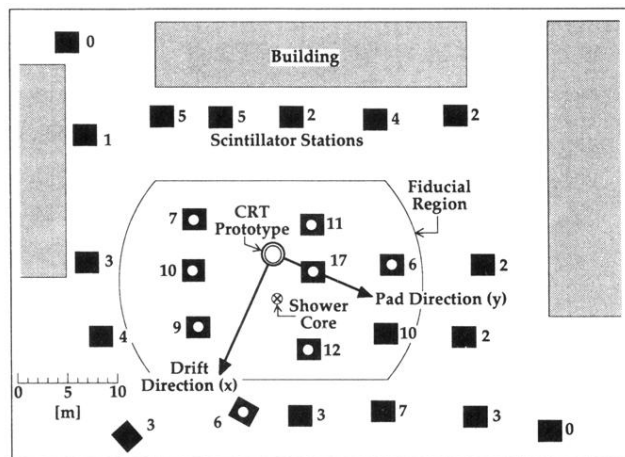 0
Building
5
5
2
4
2
1
Scintillator Stations
Fiducial
Region
7
CRT
Prototype
11
3
10
17
6
2
Pad Direction (y)
Shower
Core
4
9
10
2
12
Drift
Direction (x)
0
5
10
[m]
3
6
3
7
3
0